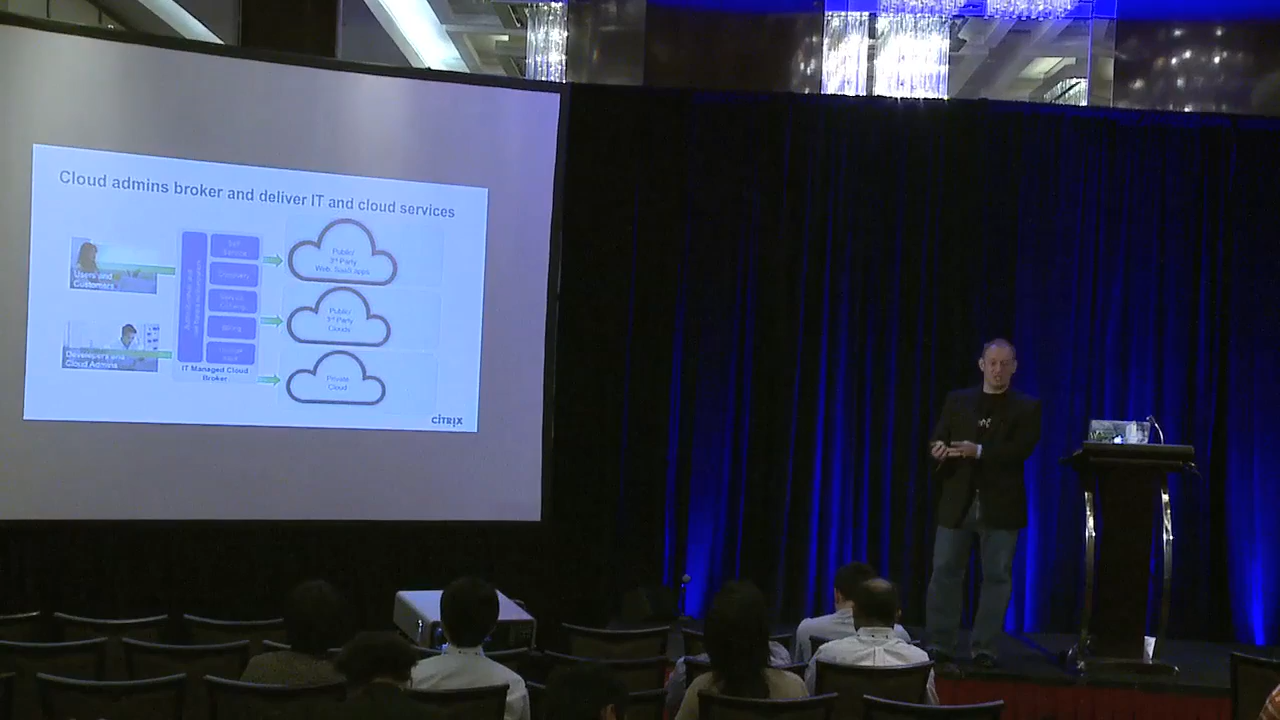 Cloud admins broker and deliver IT and cloud services
Users and
Customers
Developers and
Cloud Admins
Self
Service
Discovery
Service
Billing
IT Managed Cloud
Broker
Public/
3rd Party
Web, SaaS apps
Public/
3rd Party
Clouds
Private
Cloud
CITRIX